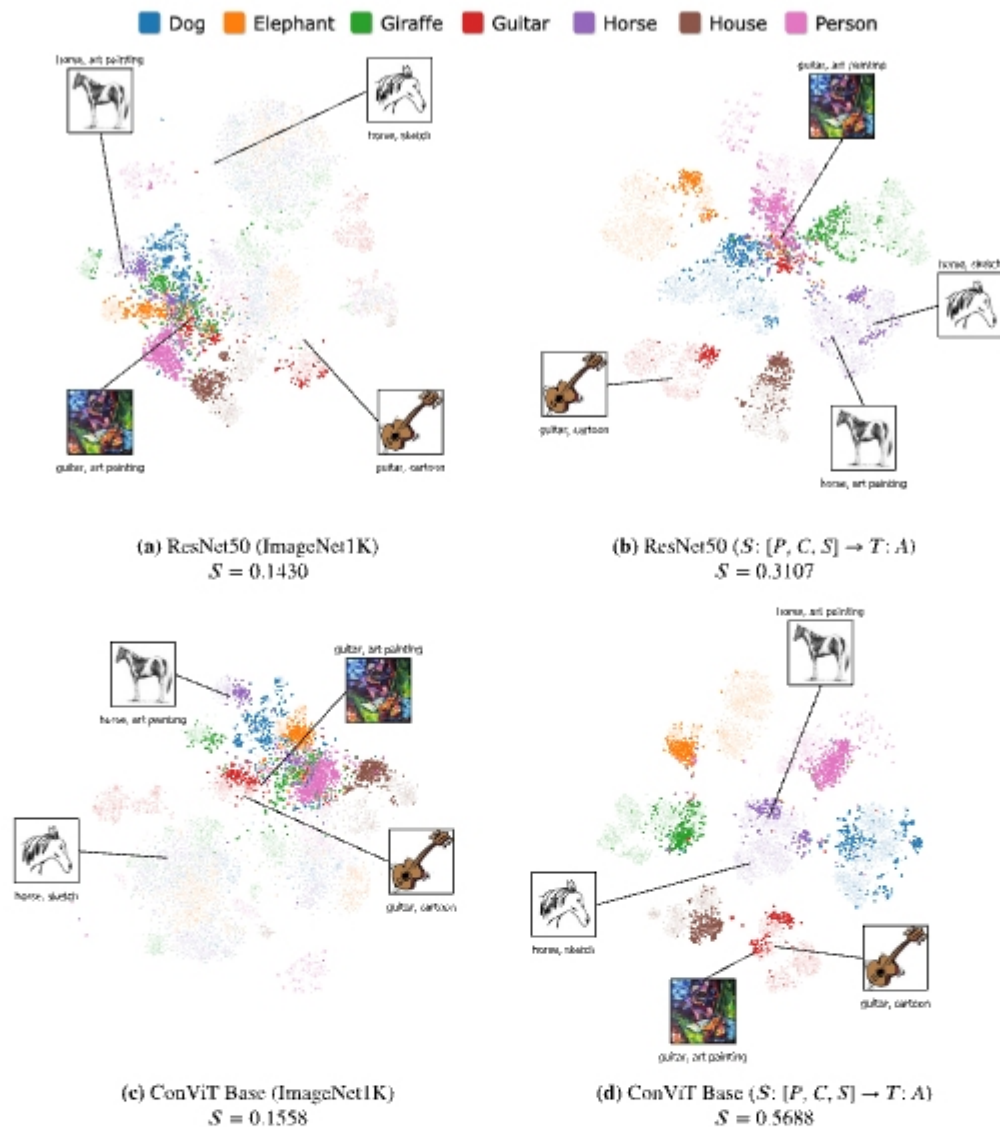 Dog Elephant Giraffe Guitar Horse House Person
horse, art painting
horse, sketch
guitar, art painting
guitar, cartoon
(a) ResNet50 (ImageNet1K)
S = 0.1430
guitar, art painting
horse, sketch
guitar, cartoon
horse, art painting
(b) ResNet50 (S: [P, C, S] → T: A)
S = 0.3107
guitar, art painting
horse, art painting
horse, sketch
guitar, cartoon
(c) ConViT Base (ImageNet1K)
S = 0.1558
horse, art painting
horse, sketch
guitar, cartoon
guitar, art painting
(d) ConViT Base (S: [P, C, S] → T: A)
S = 0.5688